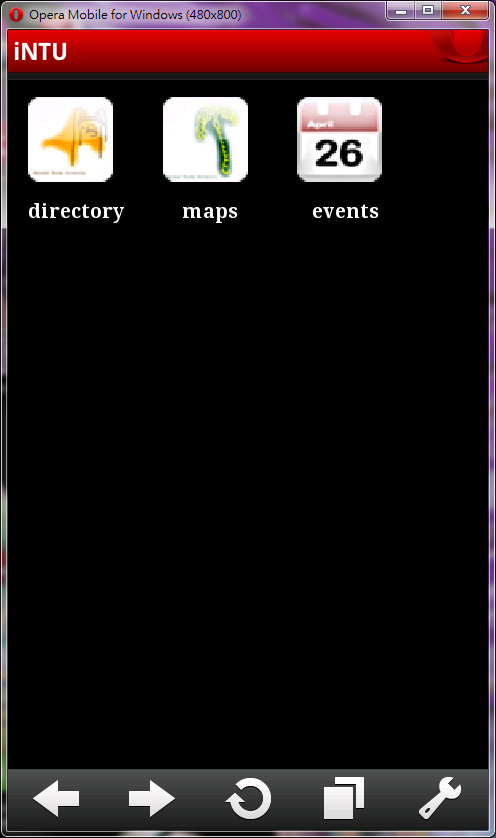 Opera Mobile for Windows (480x800)
iNTU
April
26
directory maps events